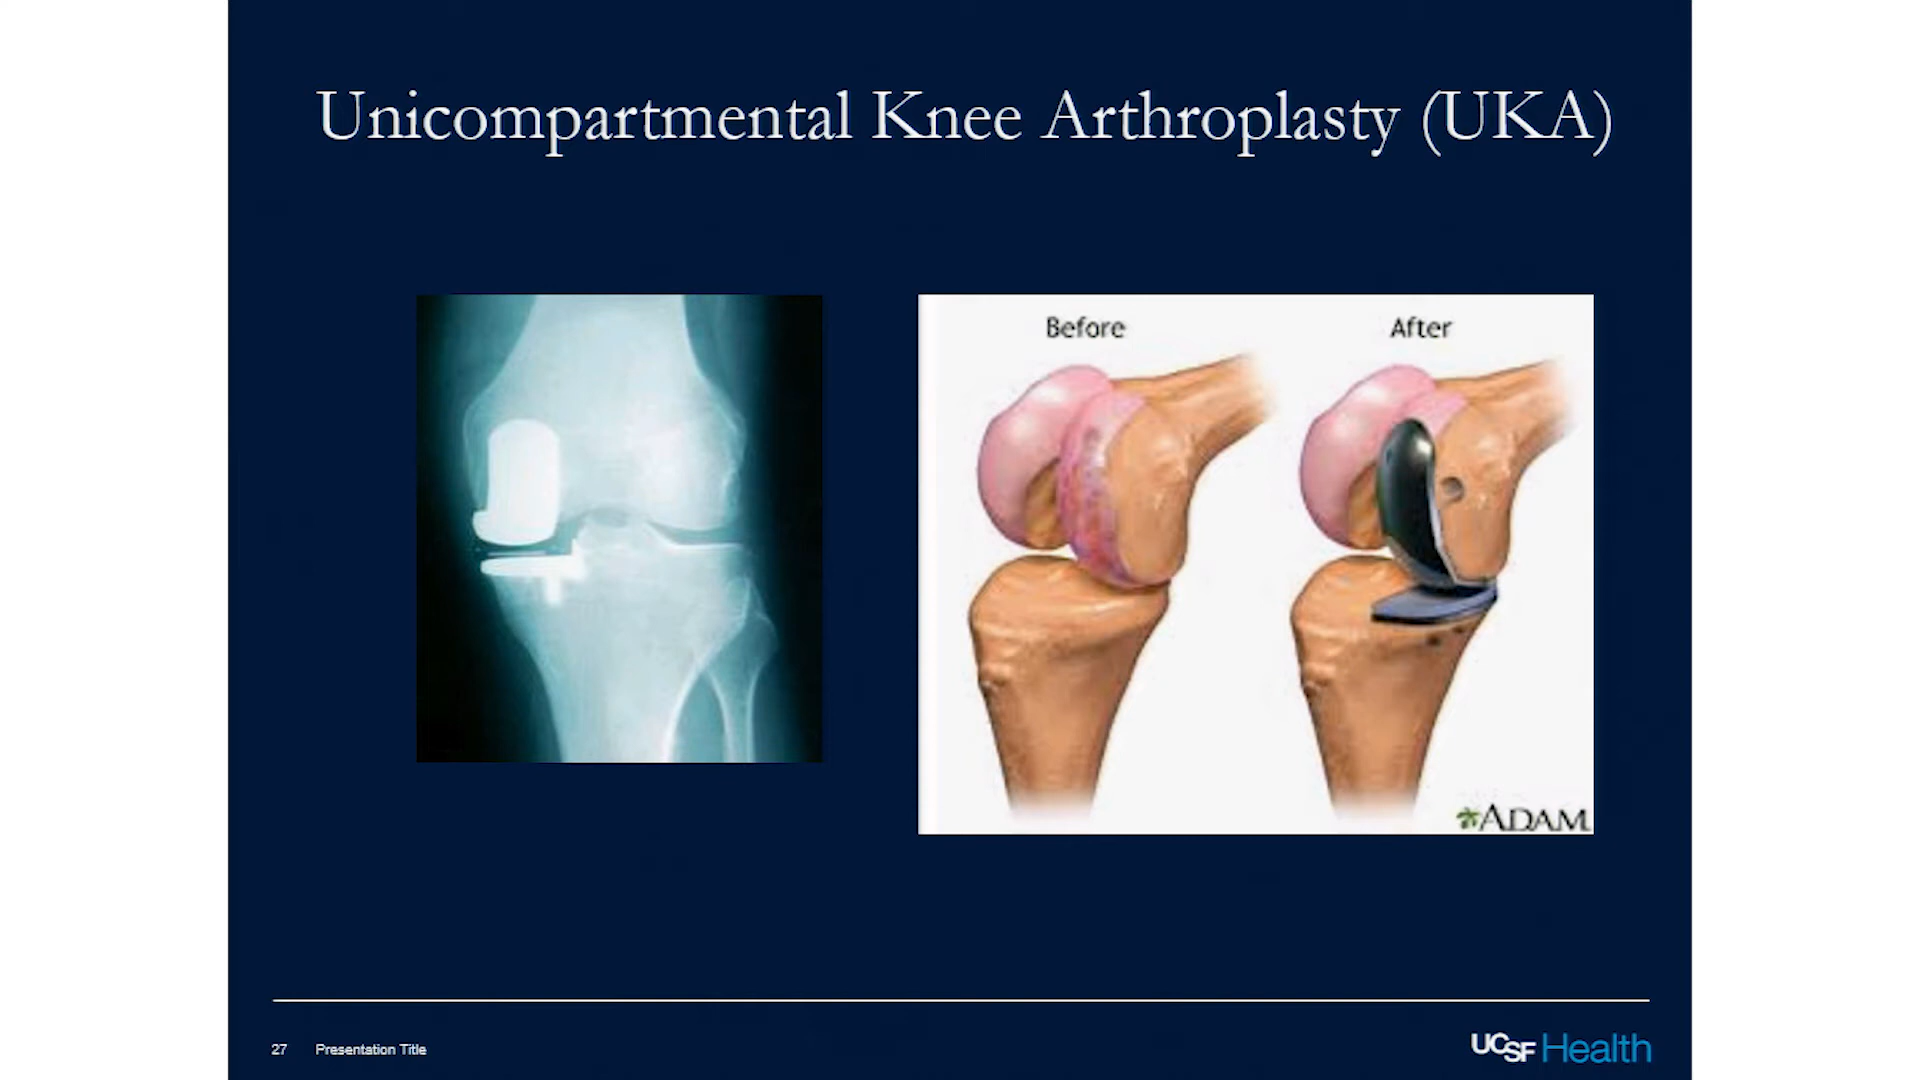 Unicompartmental Knee Arthroplasty (UKA)
Before
After
ADAM
27 Presentation Title
UCSF Health